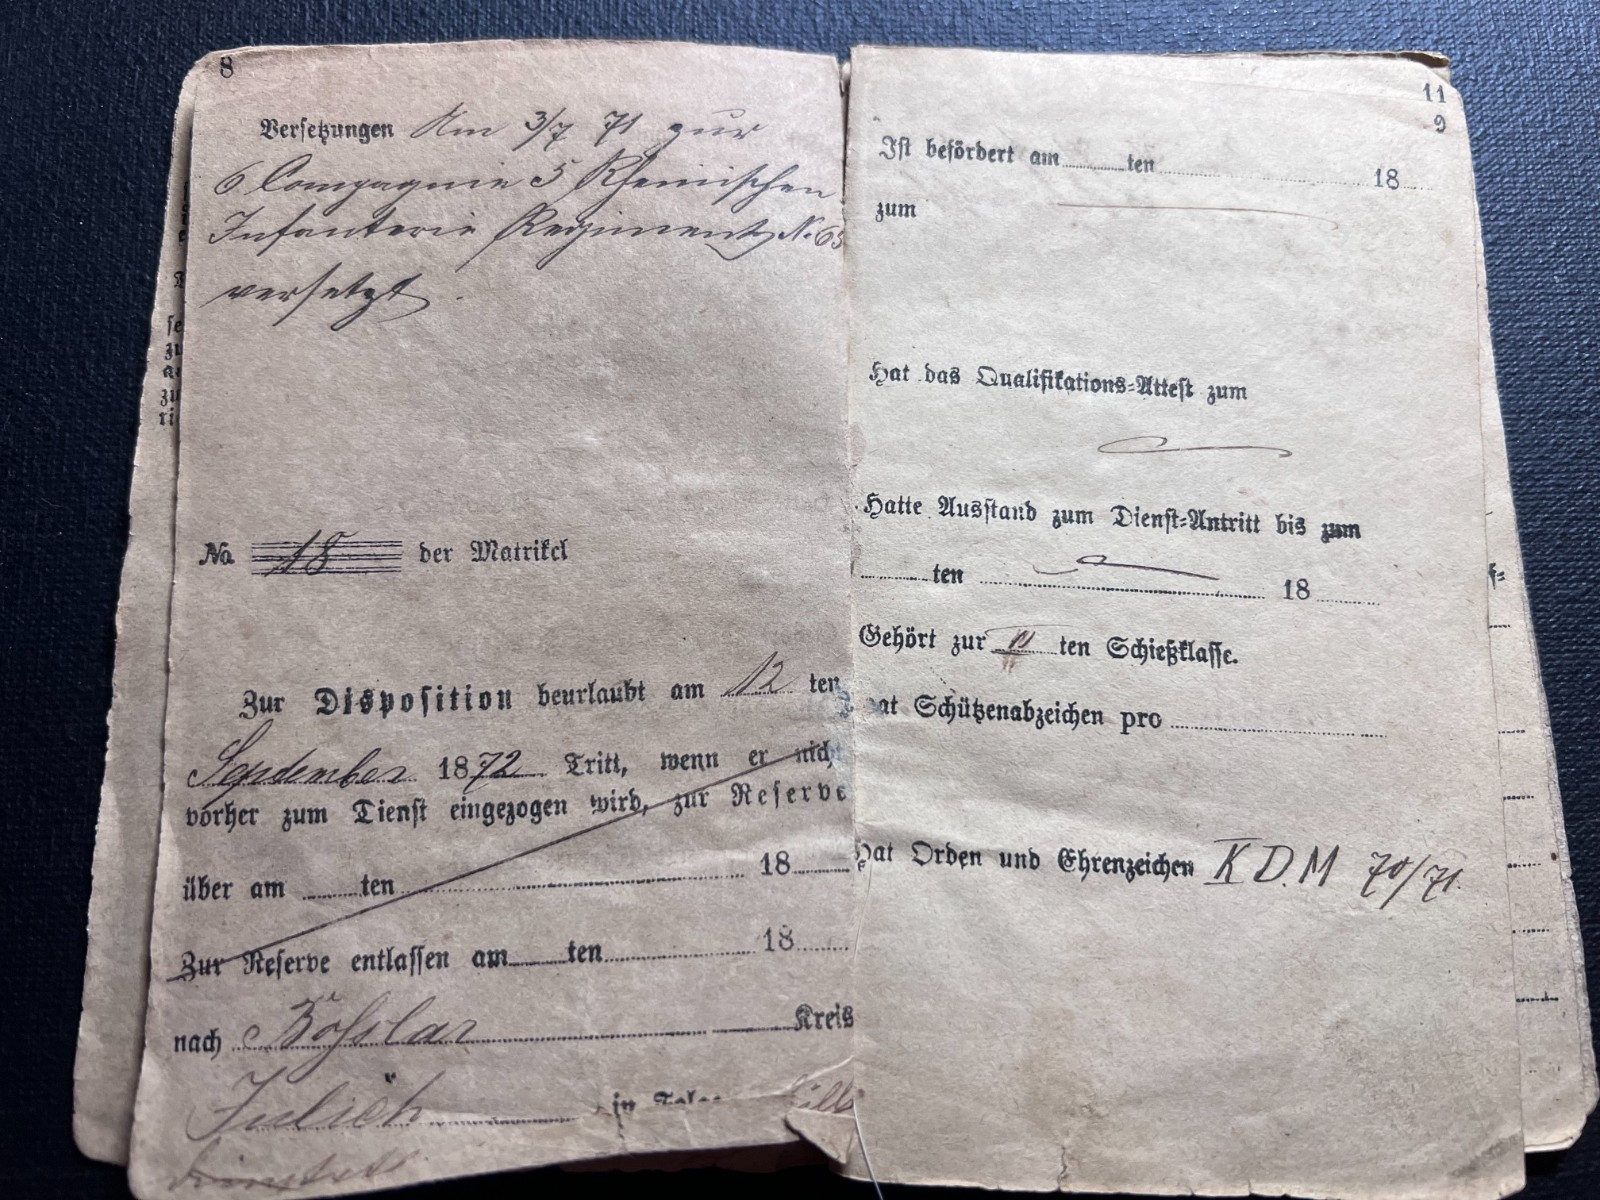 8
Versetzungen Am 3/7 71 zur
6 Compagnie 5 Rheinischen
Infanterie Regiments N. 65
versetzt.
No. 18 der Matrikel
Zur Disposition beurlaubt am 12 ten
September 1872 Tritt, wenn er nicht
vorher zum Dienst eingezogen wird, zur Reserve
über am ten 18
Zur Reserve entlassen am ten 18
nach Boßlar Kreis
Jülich in
11
9
Ist befördert am ten 18
zum
Hat das Qualifikations=Attest zum
Hatte Ausstand zum Dienst=Antritt bis zum
ten 18
Gehört zur II ten Schießklasse.
Hat Schützenabzeichen pro
Hat Orden und Ehrenzeichen K D. M 70/71.